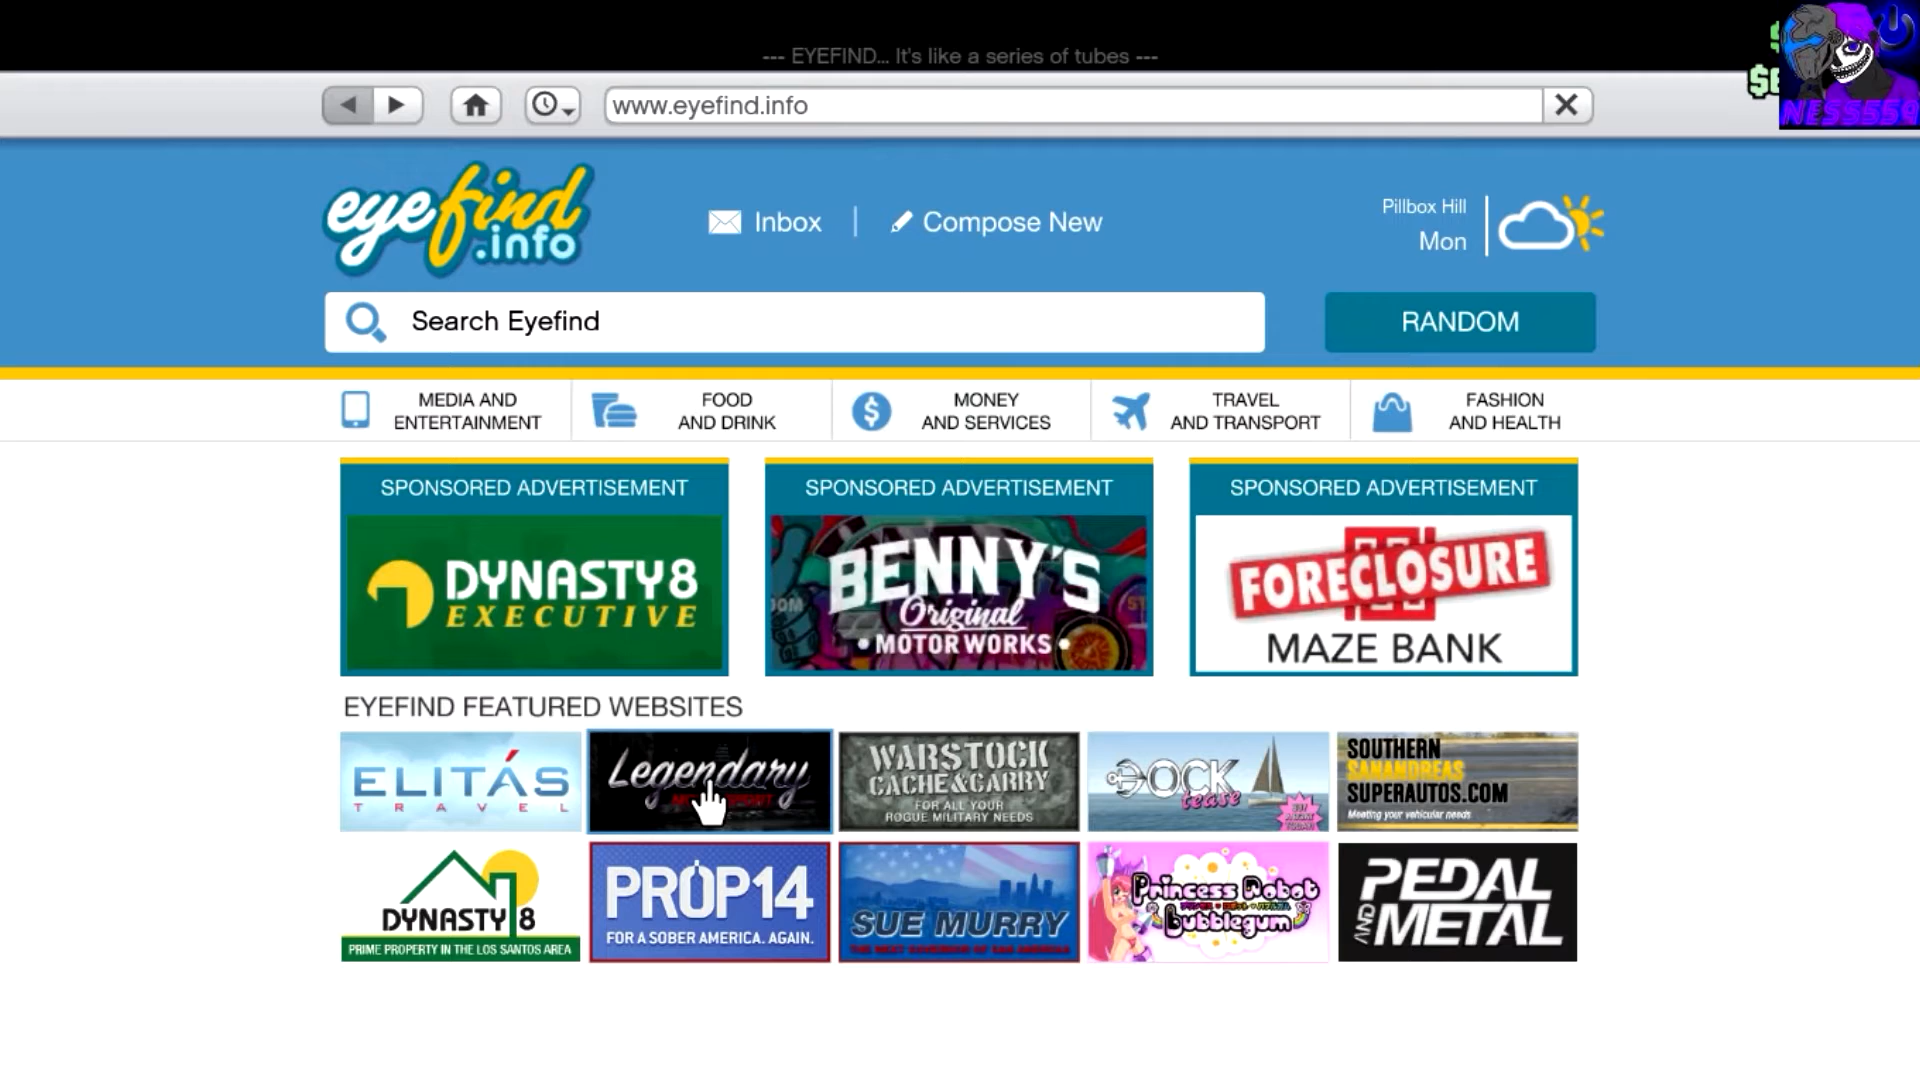 --- EYEFIND... It's like a series of tubes ---
www.eyefind.info
NESS559
eyefind
.info
Inbox
Compose New
Pillbox Hill
Mon
Search Eyefind
RANDOM
MEDIA AND
ENTERTAINMENT
FOOD
AND DRINK
MONEY
AND SERVICES
TRAVEL
AND TRANSPORT
FASHION
AND HEALTH
SPONSORED ADVERTISEMENT
DYNASTY8
EXECUTIVE
SPONSORED ADVERTISEMENT
BENNY'S
Original
MOTOR WORKS
SPONSORED ADVERTISEMENT
FORECLOSURE
MAZE BANK
EYEFIND FEATURED WEBSITES
ELITÁS
TRAVEL
Legendary
WARSTOCK
CACHE&CARRY
FOR ALL YOUR
ROGUE MILITARY NEEDS
DOCK
tease
SOUTHERN
SANANDREAS
SUPERAUTOS.COM
Meeting your vehicular needs
DYNASTY 8
PRIME PROPERTY IN THE LOS SANTOS AREA
PROP14
FOR A SOBER AMERICA. AGAIN.
SUE MURRY
Princess Robot
Bubblegum
PEDAL
AND METAL